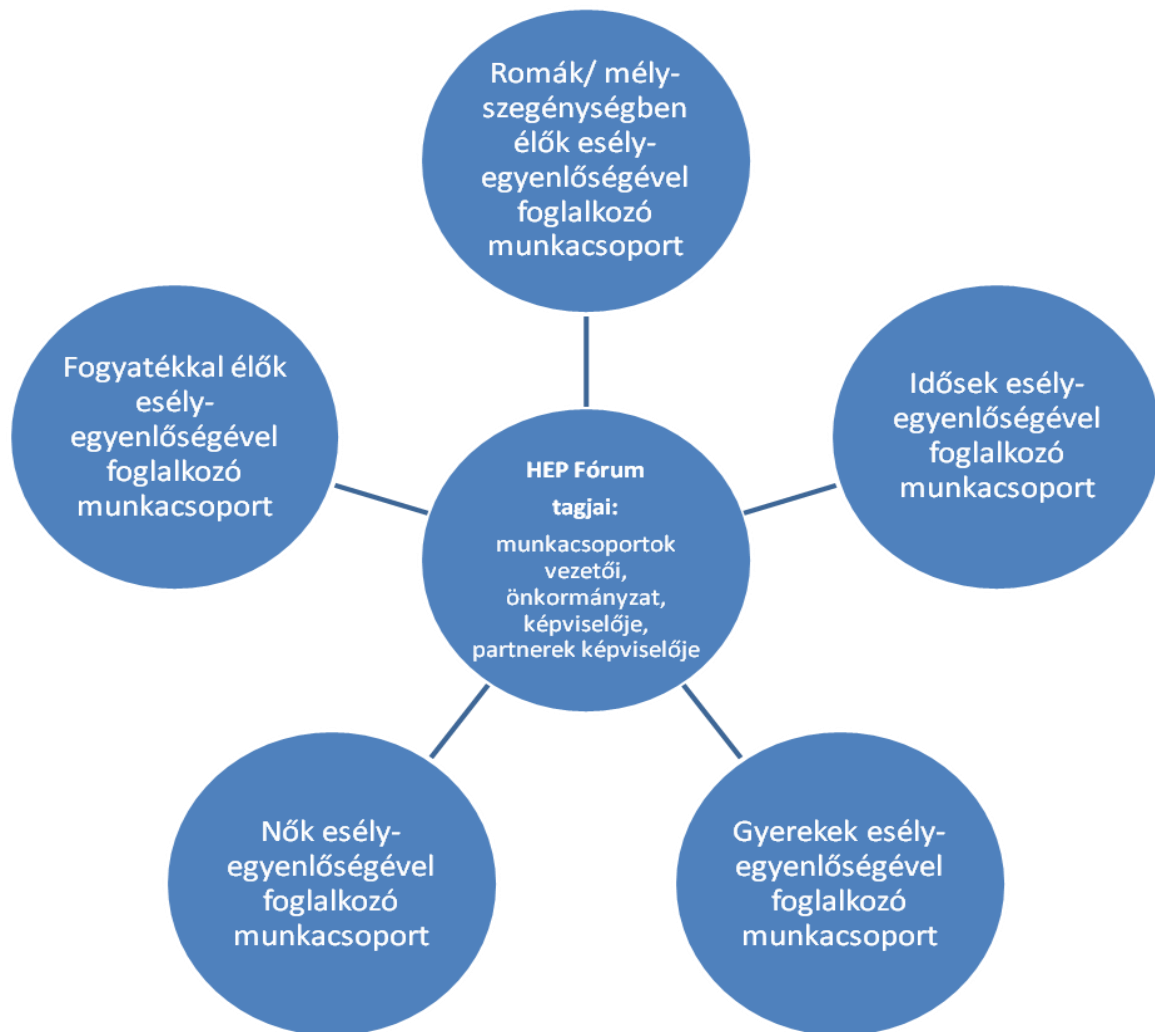 Romák/ mély-
szegénységben
élők esély-
egyenlőségével
foglalkozó
munkacsoport
Fogyatékkal élők
esély-
egyenlőségével
foglalkozó
munkacsoport
Idősek esély-
egyenlőségével
foglalkozó
munkacsoport
HEP Fórum
tagjai:
munkacsoportok
vezetői,
önkormányzat,
képviselője,
partnerek képviselője
Nők esély-
egyenlőségével
foglalkozó
munkacsoport
Gyerekek esély-
egyenlőségével
foglalkozó
munkacsoport